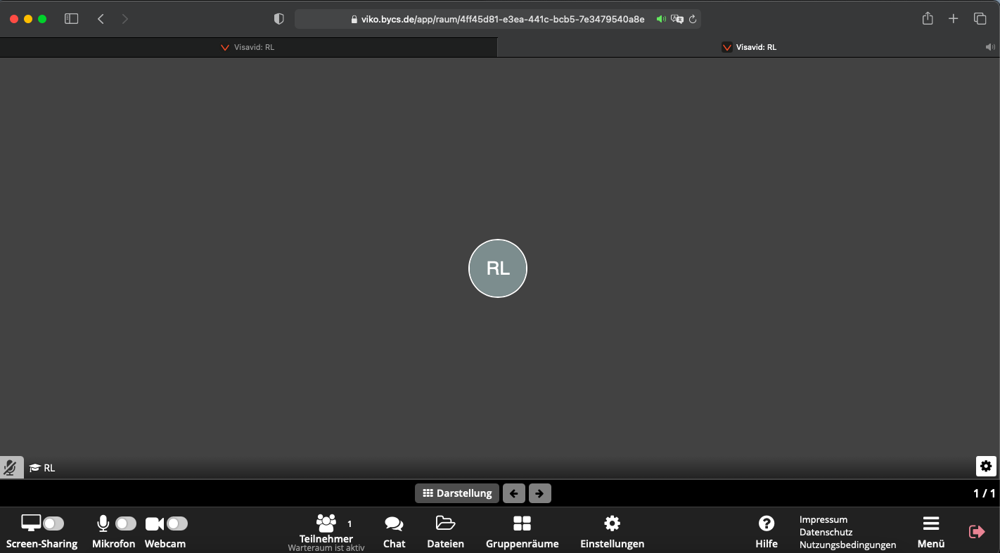 viko.bycs.de/app/raum/4ff45d81-e3ea-441c-bcb5-7e3479540a8e
Visavid: RL
Visavid: RL
RL
RL
Darstellung
1 / 1
Screen-Sharing
Mikrofon
Webcam
1
Teilnehmer
Warteraum ist aktiv
Chat
Dateien
Gruppenräume
Einstellungen
Hilfe
Impressum
Datenschutz
Nutzungsbedingungen
Menü